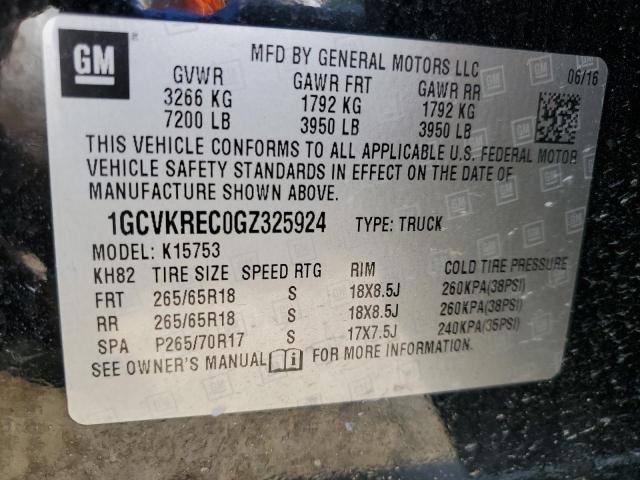 GM
MFD BY GENERAL MOTORS LLC
06/16
GVWR GAWR FRT GAWR RR
3266 KG 1792 KG 1792 KG
7200 LB 3950 LB 3950 LB
THIS VEHICLE CONFORMS TO ALL APPLICABLE U.S. FEDERAL MOTOR
VEHICLE SAFETY STANDARDS IN EFFECT ON THE DATE OF
MANUFACTURE SHOWN ABOVE.
1GCVKREC0GZ325924 TYPE: TRUCK
MODEL: K15753
KH82 TIRE SIZE SPEED RTG RIM COLD TIRE PRESSURE
FRT 265/65R18 S 18X8.5J 260KPA(38PSI)
RR 265/65R18 S 18X8.5J 260KPA(38PSI)
SPA P265/70R17 S 17X7.5J 240KPA(35PSI)
SEE OWNER'S MANUAL i FOR MORE INFORMATION.